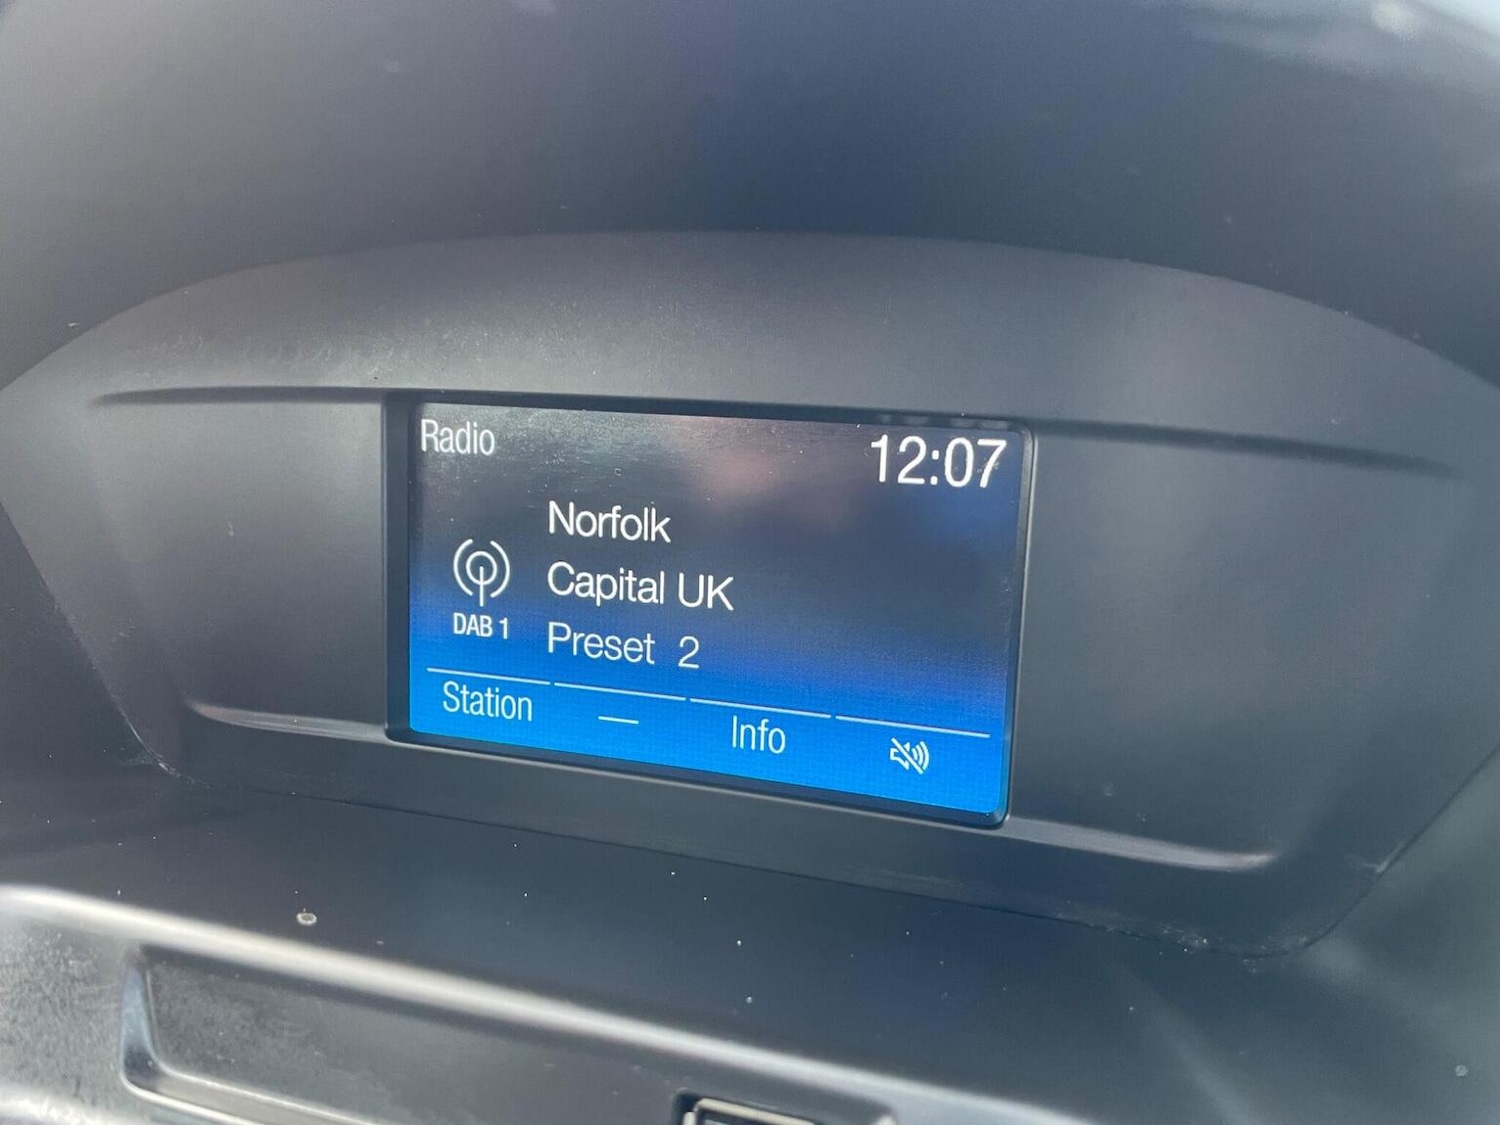 Radio 12:07
Norfolk
Capital UK
DAB 1
Preset 2
Station — Info